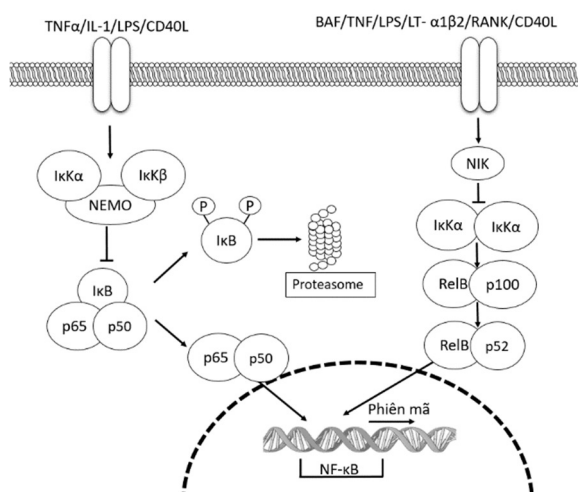 TNFα/IL-1/LPS/CD40L
BAF/TNF/LPS/LT- α1β2/RANK/CD40L
IκKα
IκKβ
NEMO
NIK
P
P
IκB
IκKα
IκKα
IκB
p65
p50
Proteasome
RelB
p100
p65
p50
RelB
p52
Phiên mã
NF-κB